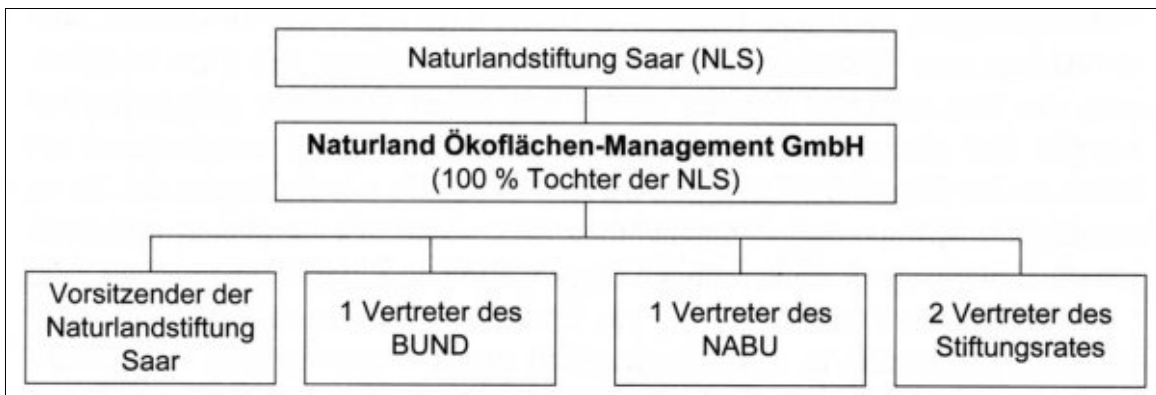 Naturlandstiftung Saar (NLS)
Naturland Ökoflächen-Management GmbH
(100 % Tochter der NLS)
Vorsitzender der
Naturlandstiftung
Saar
1 Vertreter des
BUND
1 Vertreter des
NABU
2 Vertreter des
Stiftungsrates